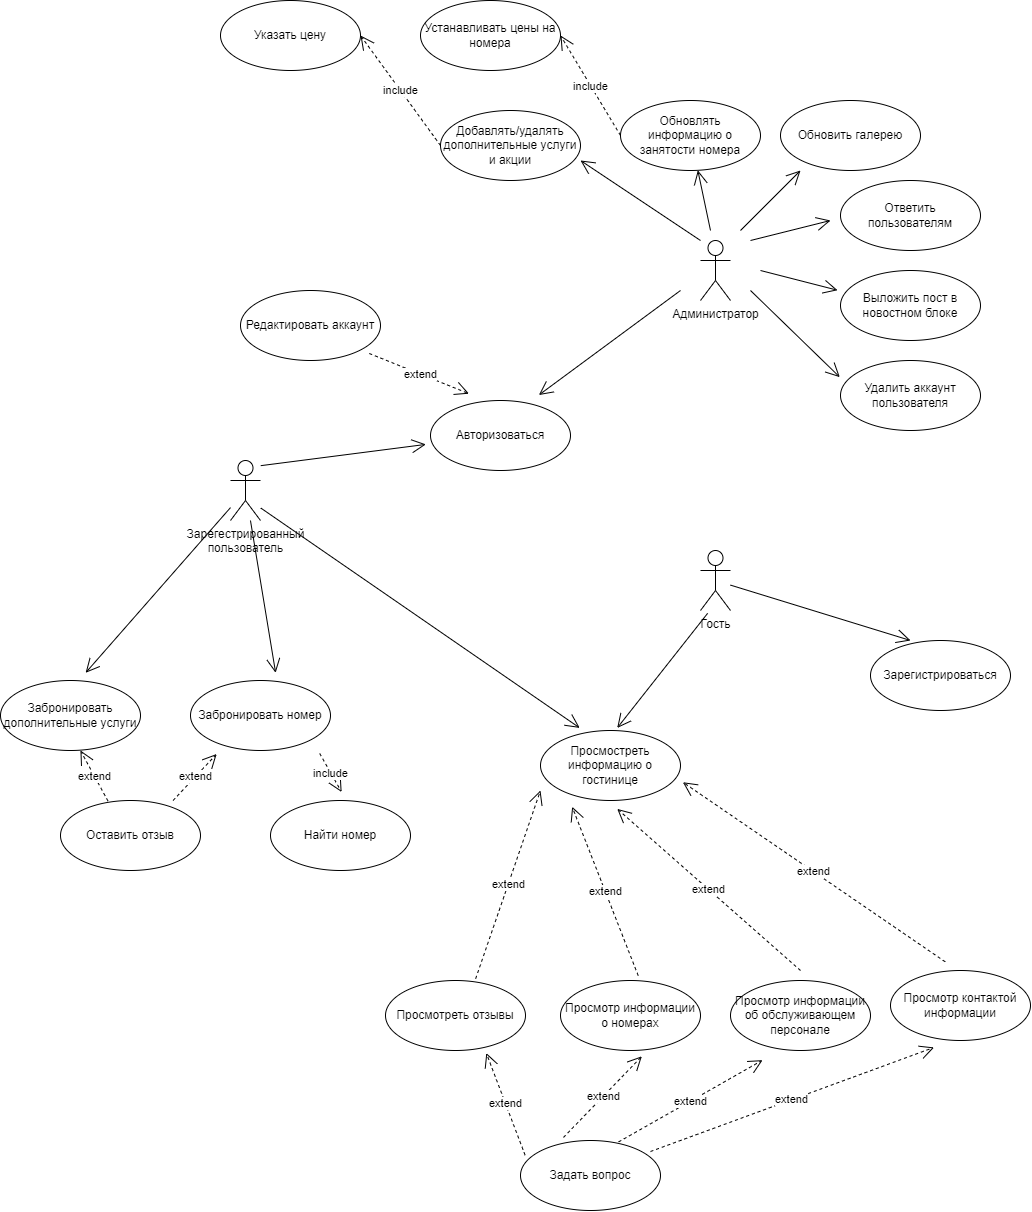 Указать цену
Устанавливать цены на
номера
include
include
Добавлять/удалять
дополнительные услуги
и акции
Обновлять
информацию о
занятости номера
Обновить галерею
Ответить
пользователям
Выложить пост в
новостном блоке
Администратор
Удалить аккаунт
пользователя
Редактировать аккаунт
extend
Авторизоваться
Зарегестрированный
пользователь
Гость
Зарегистрироваться
Забронировать
дополнительные услуги
Забронировать номер
Просмостреть
информацию о
гостинице
extend
extend
include
Оставить отзыв
Найти номер
extend
extend
extend
extend
Просмотреть отзывы
Просмотр информации
о номерах
Просмотр информации
об обслуживающем
персонале
Просмотр контактой
информации
extend
extend
extend
extend
Задать вопрос